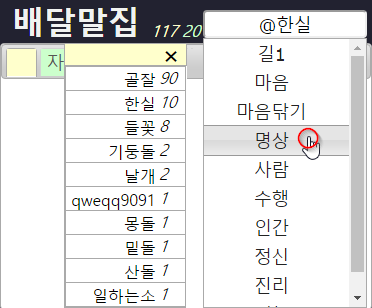 배달말집 117 20
@한실
자
×
골잘 90
한실 10
들꽃 8
기둥돌 2
날개 2
qweqq9091 1
몽돌 1
밑돌 1
산돌 1
일하는소 1
길1
마음
마음닦기
명상
사람
수행
인간
정신
진리